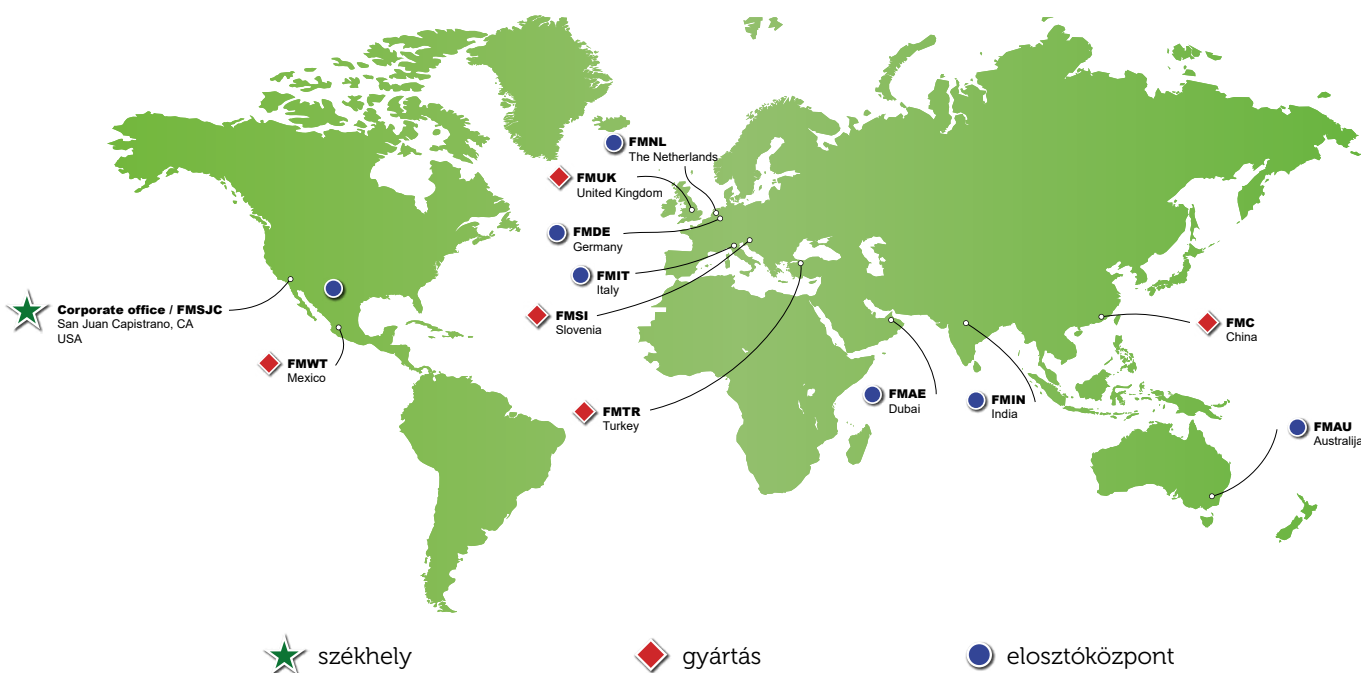 FMNL
The Netherlands
FMUK
United Kingdom
FMDE
Germany
FMIT
Italy
Corporate office / FMSJC
San Juan Capistrano, CA
USA
FMSI
Slovenia
FMC
China
FMWT
Mexico
FMAE
Dubai
FMIN
India
FMTR
Turkey
FMAU
Australija
székhely
gyártás
elosztóközpont